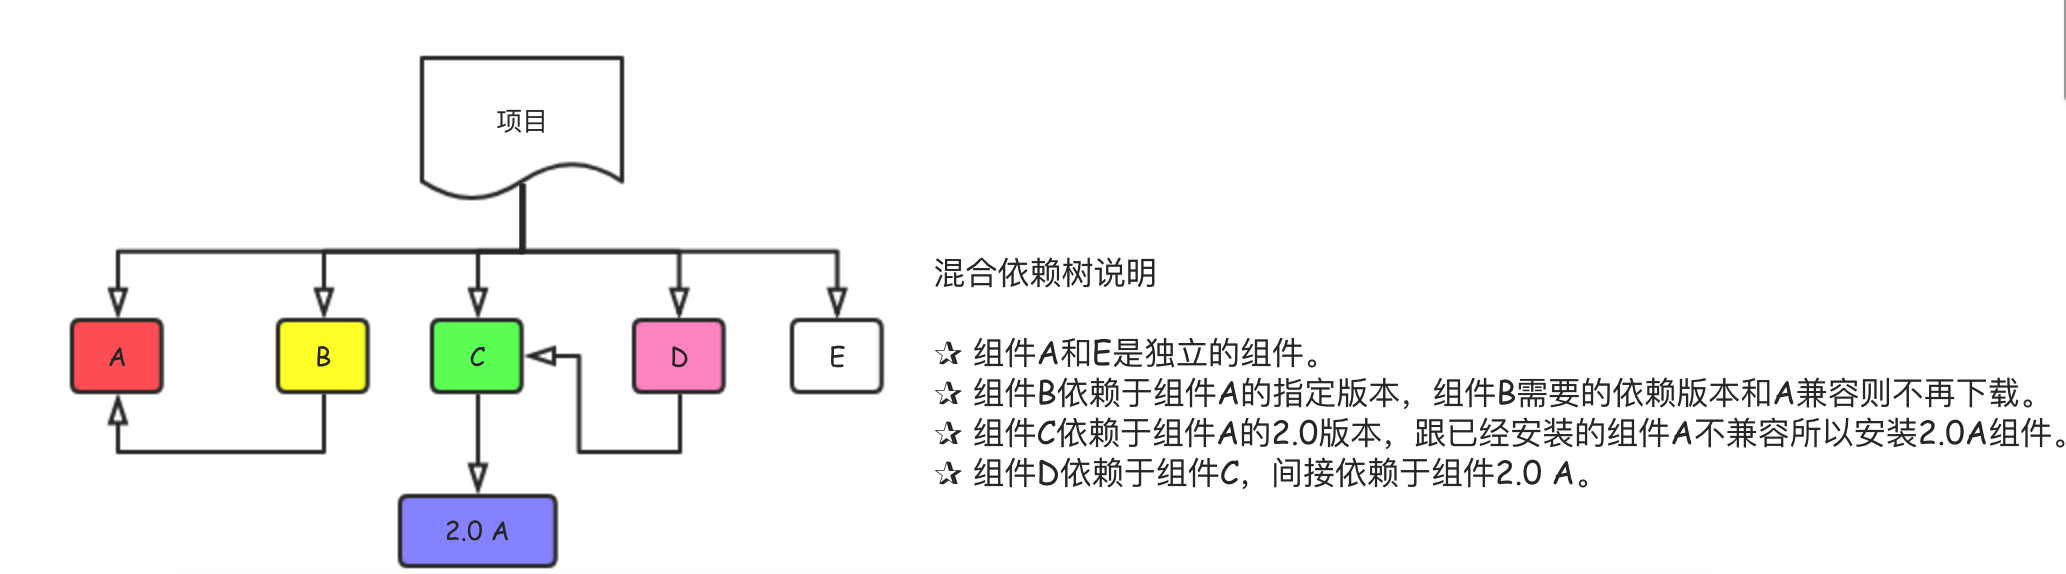 项目
A
B
C
D
E
2.0 A
混合依赖树说明
☆ 组件A和E是独立的组件。
☆ 组件B依赖于组件A的指定版本，组件B需要的依赖版本和A兼容则不再下载。
☆ 组件C依赖于组件A的2.0版本，跟已经安装的组件A不兼容所以安装2.0A组件。
☆ 组件D依赖于组件C，间接依赖于组件2.0 A。